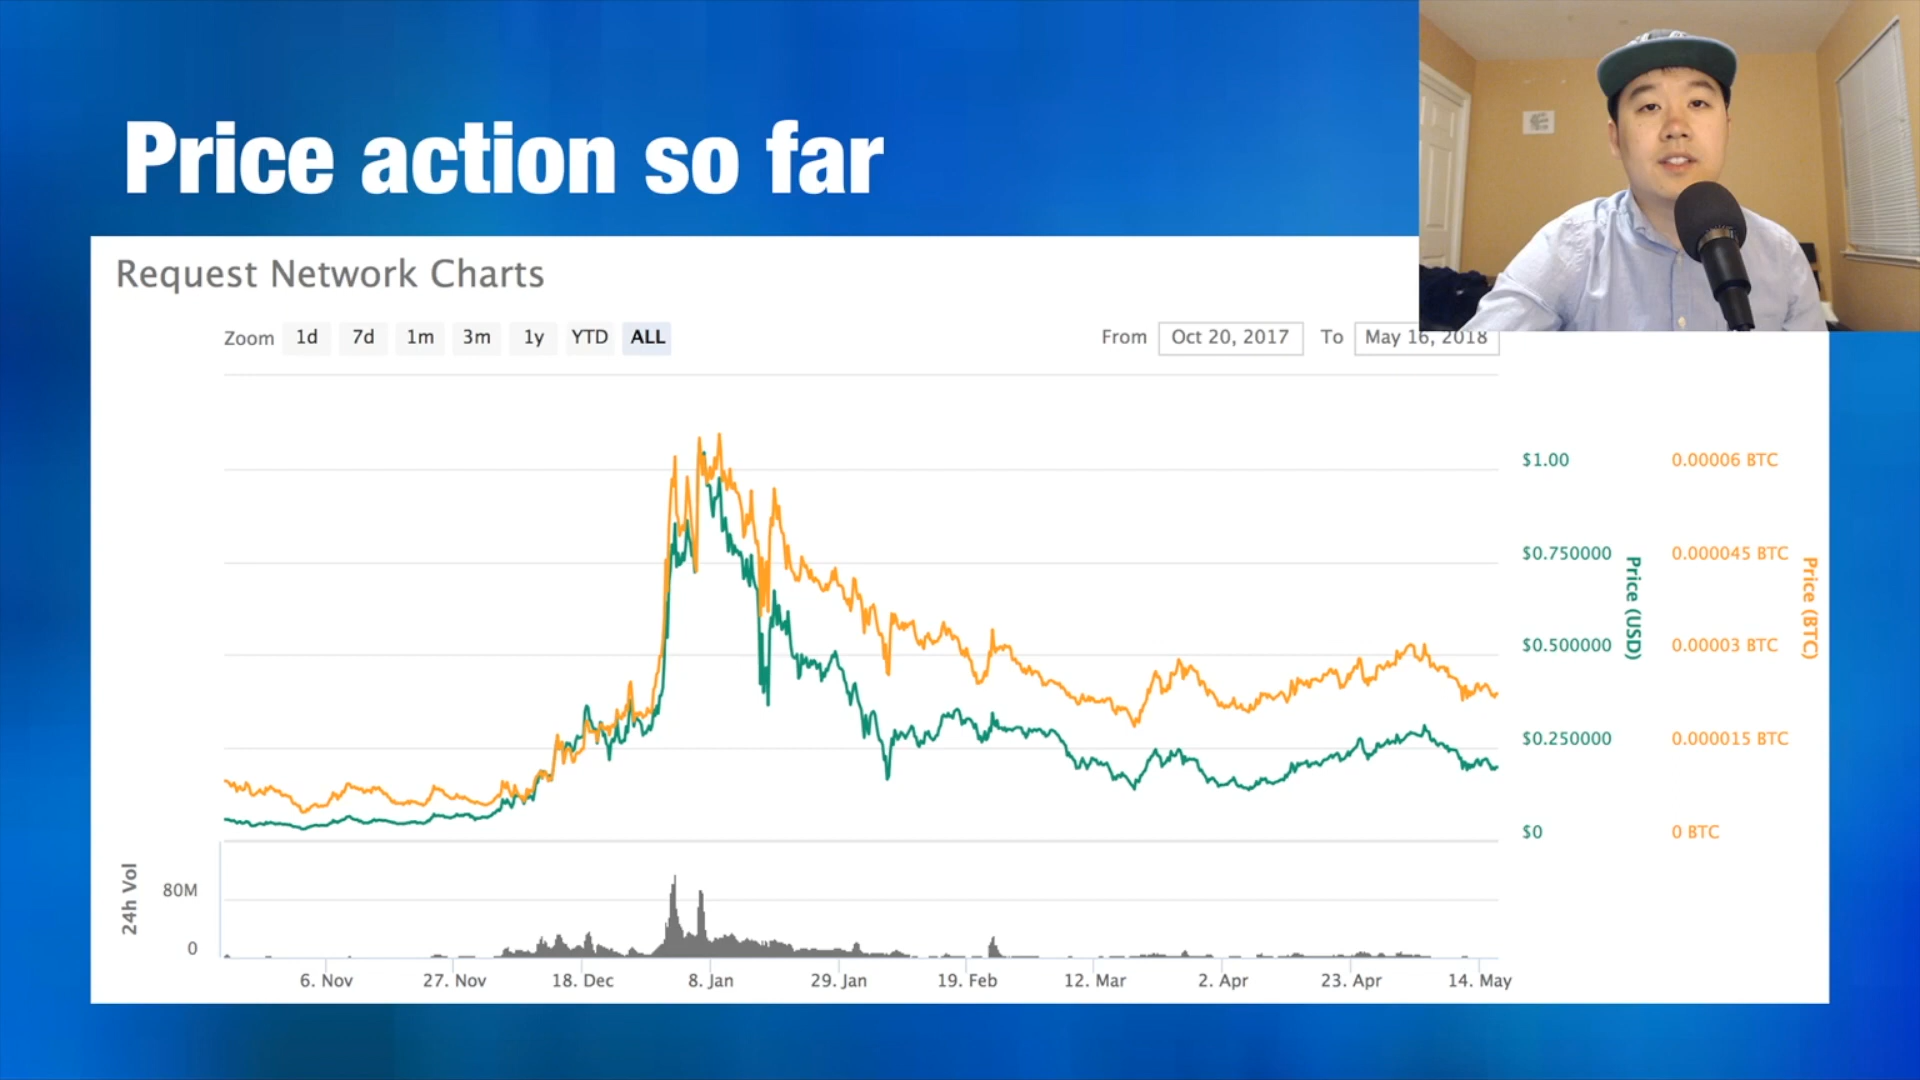 Price action so far
Request Network Charts
Zoom 1d 7d 1m 3m 1y YTD ALL
From Oct 20, 2017 To May 16, 2018
$1.00 0.00006 BTC
$0.750000 0.000045 BTC
$0.500000 0.00003 BTC
$0.250000 0.000015 BTC
$0 0 BTC
Price (USD)
Price (BTC)
24h Vol
80M
0
6. Nov 27. Nov 18. Dec 8. Jan 29. Jan 19. Feb 12. Mar 2. Apr 23. Apr 14. May